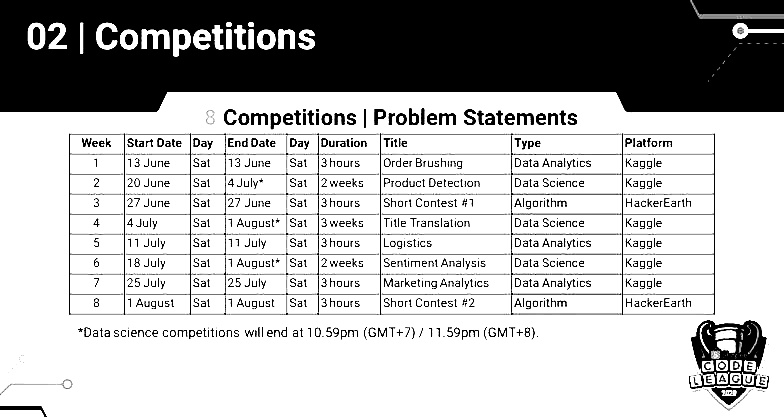 02 | Competitions
8 Competitions | Problem Statements
Week Start Date Day End Date Day Duration Title Type Platform
1 13 June Sat 13 June Sat 3 hours Order Brushing Data Analytics Kaggle
2 20 June Sat 4 July* Sat 2 weeks Product Detection Data Science Kaggle
3 27 June Sat 27 June Sat 3 hours Short Contest #1 Algorithm HackerEarth
4 4 July Sat 1 August* Sat 3 weeks Title Translation Data Science Kaggle
5 11 July Sat 11 July Sat 3 hours Logistics Data Analytics Kaggle
6 18 July Sat 1 August* Sat 2 weeks Sentiment Analysis Data Science Kaggle
7 25 July Sat 25 July Sat 3 hours Marketing Analytics Data Analytics Kaggle
8 1 August Sat 1 August Sat 3 hours Short Contest #2 Algorithm HackerEarth
*Data science competitions will end at 10.59pm (GMT+7) / 11.59pm (GMT+8).
CODE
LEAGUE
2020